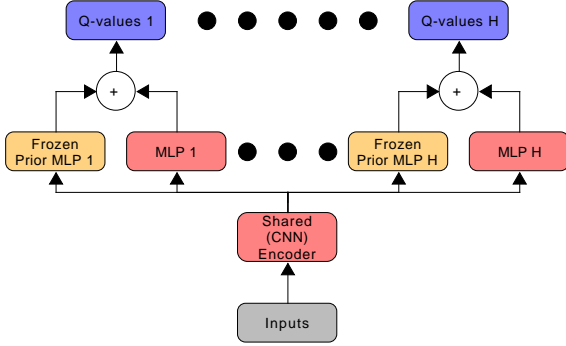 Q-values 1
Q-values H
+
+
Frozen
Prior MLP 1
MLP 1
Frozen
Prior MLP H
MLP H
Shared
(CNN)
Encoder
Inputs